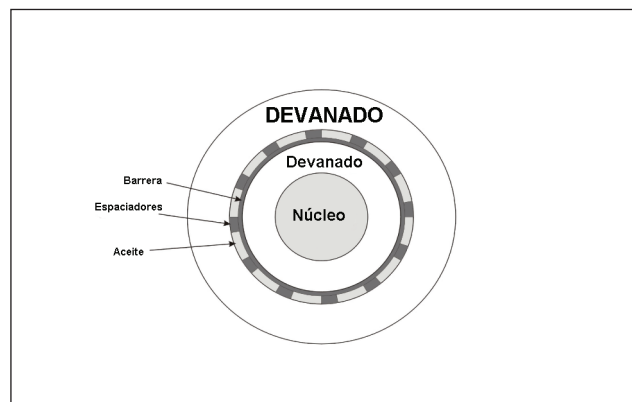 DEVANADO
Devanado
Barrera
Espaciadores
Núcleo
Aceite